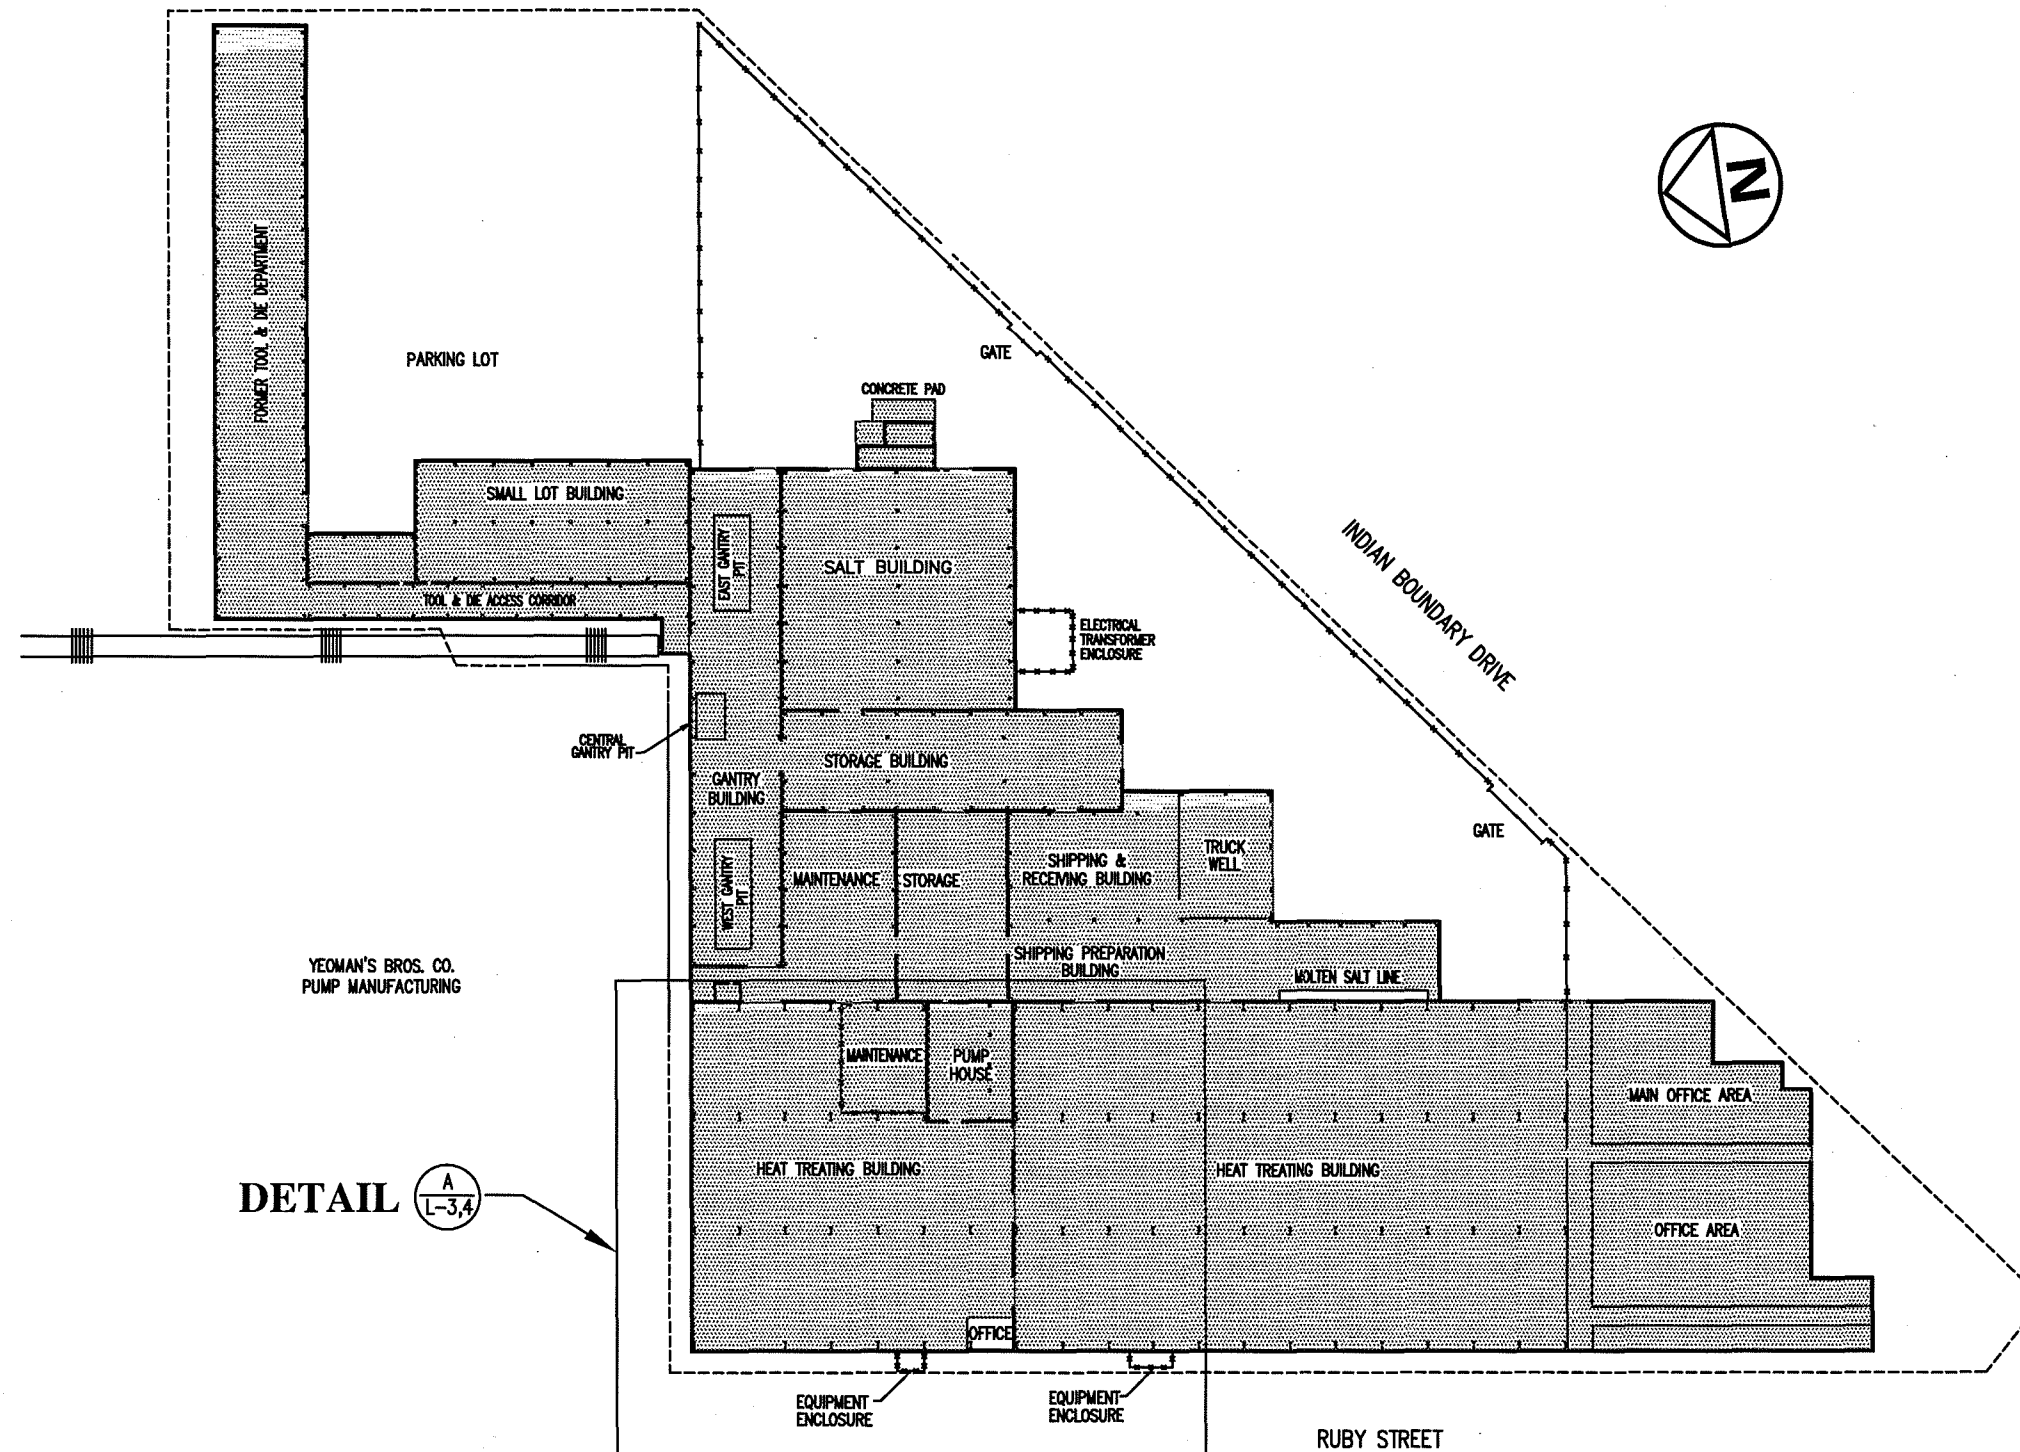 N
FORMER TOOL & DIE DEPARTMENT
PARKING LOT
GATE
CONCRETE PAD
SMALL LOT BUILDING
EAST GANTRY
PIT
SALT BUILDING
INDIAN BOUNDARY DRIVE
TOOL & DIE ACCESS CORRIDOR
ELECTRICAL
TRANSFORMER
ENCLOSURE
CENTRAL
GANTRY PIT
STORAGE BUILDING
GANTRY
BUILDING
GATE
WEST GANTRY
PIT
MAINTENANCE
STORAGE
SHIPPING &
RECEIVING BUILDING
TRUCK
WELL
SHIPPING PREPARATION
BUILDING
MOLTEN SALT LINE
YEOMAN'S BROS. CO.
PUMP MANUFACTURING
MAINTENANCE
PUMP
HOUSE
MAIN OFFICE AREA
HEAT TREATING BUILDING
HEAT TREATING BUILDING
DETAIL
A
L-3,4
OFFICE AREA
OFFICE
EQUIPMENT
ENCLOSURE
EQUIPMENT
ENCLOSURE
RUBY STREET